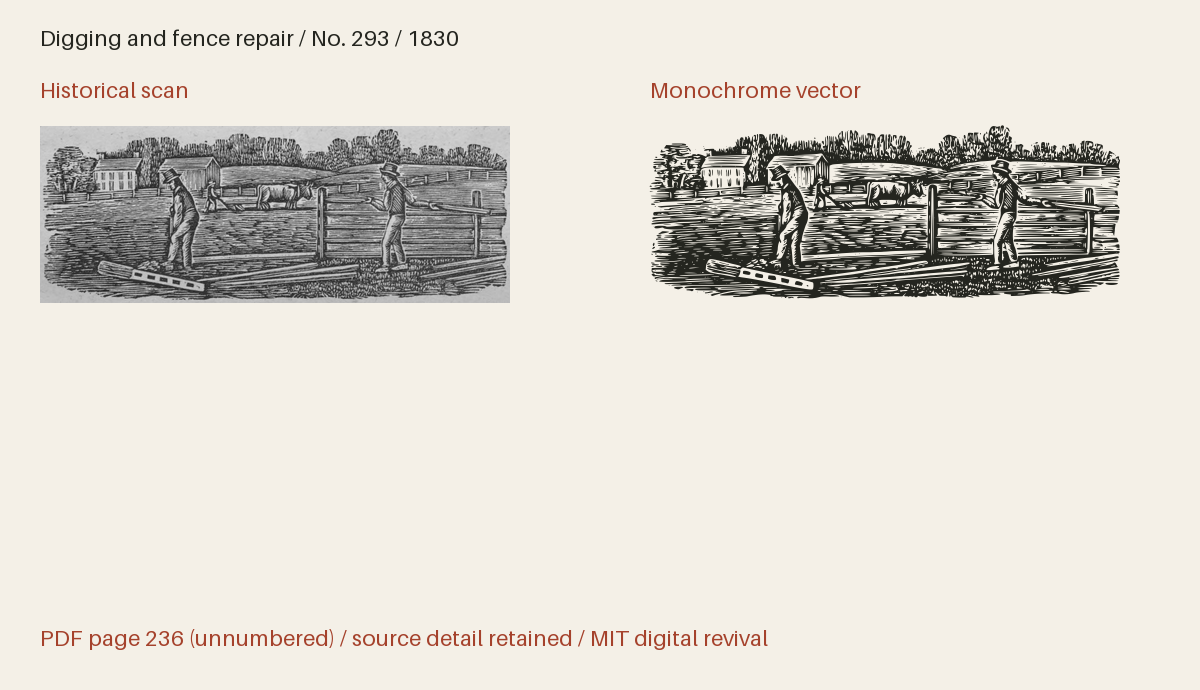 Digging and fence repair / No. 293 / 1830
Historical scan
Monochrome vector
PDF page 236 (unnumbered) / source detail retained / MIT digital revival